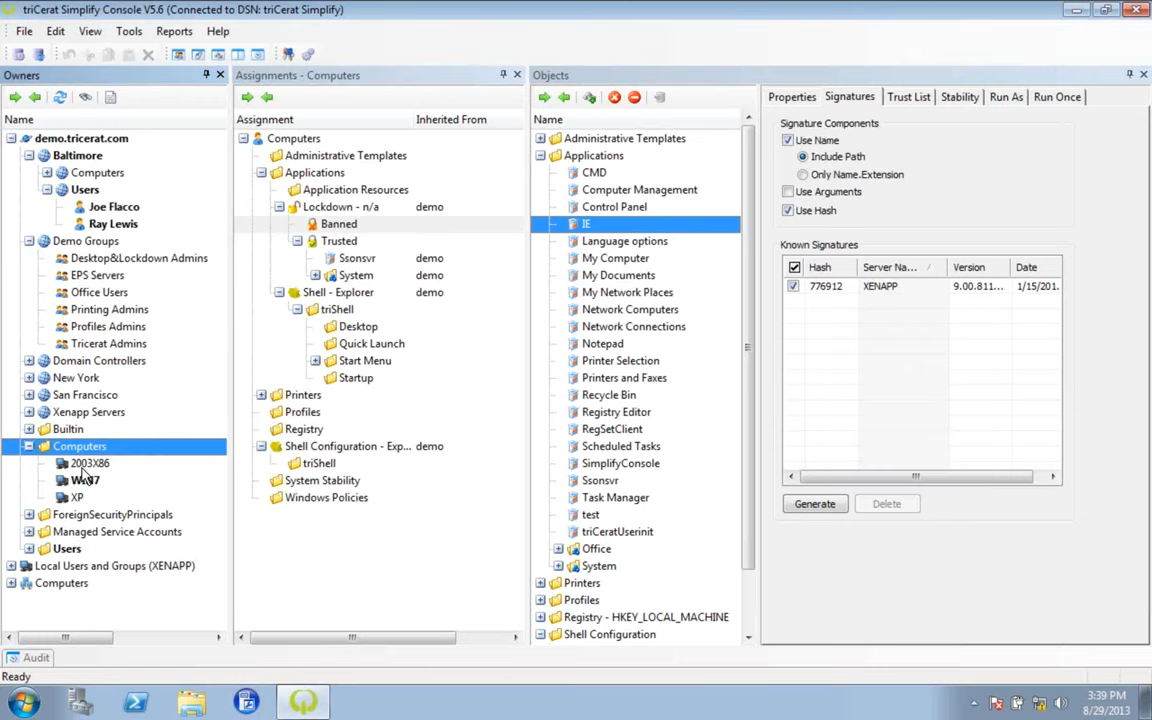 triCerat Simplify Console V5.6 (Connected to DSN: triCerat Simplify)
File Edit View Tools Reports Help
Owners
Name
demo.tricerat.com
Baltimore
Computers
Users
Joe Flacco
Ray Lewis
Demo Groups
Desktop&Lockdown Admins
EPS Servers
Office Users
Printing Admins
Profiles Admins
Tricerat Admins
Domain Controllers
New York
San Francisco
Xenapp Servers
Builtin
Computers
2003X86
XP
ForeignSecurityPrincipals
Managed Service Accounts
Users
Local Users and Groups (XENAPP)
Computers
Assignments - Computers
Assignment Inherited From
Computers
Administrative Templates
Applications
Application Resources
Lockdown - n/a demo
Banned
Trusted
Ssonsvr demo
System demo
Shell - Explorer demo
triShell
Desktop
Quick Launch
Start Menu
Startup
Printers
Profiles
Registry
Shell Configuration - Exp... demo
triShell
System Stability
Windows Policies
Objects
Name
Administrative Templates
Applications
CMD
Computer Management
Control Panel
IE
Language options
My Computer
My Documents
My Network Places
Network Computers
Network Connections
Notepad
Printer Selection
Printers and Faxes
Recycle Bin
Registry Editor
RegSetClient
Scheduled Tasks
SimplifyConsole
Ssonsvr
Task Manager
test
triCeratUserinit
Office
System
Printers
Profiles
Registry - HKEY_LOCAL_MACHINE
Shell Configuration
Properties Signatures Trust List Stability Run As Run Once
Signature Components
Use Name
Include Path
Only Name.Extension
Use Arguments
Use Hash
Known Signatures
Hash Server Na... Version Date
776912 XENAPP 9.00.811... 1/15/201.
Generate Delete
Audit
Ready
3:39 PM
8/29/2013